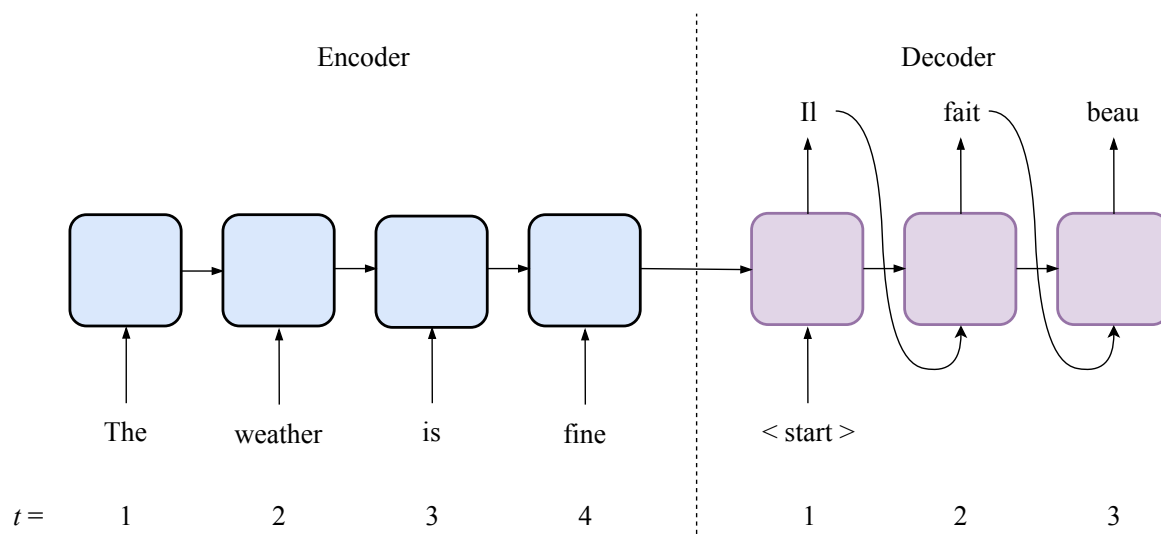 Encoder
Decoder
Il fait beau
The weather is fine
< start >
t = 1 2 3 4 1 2 3